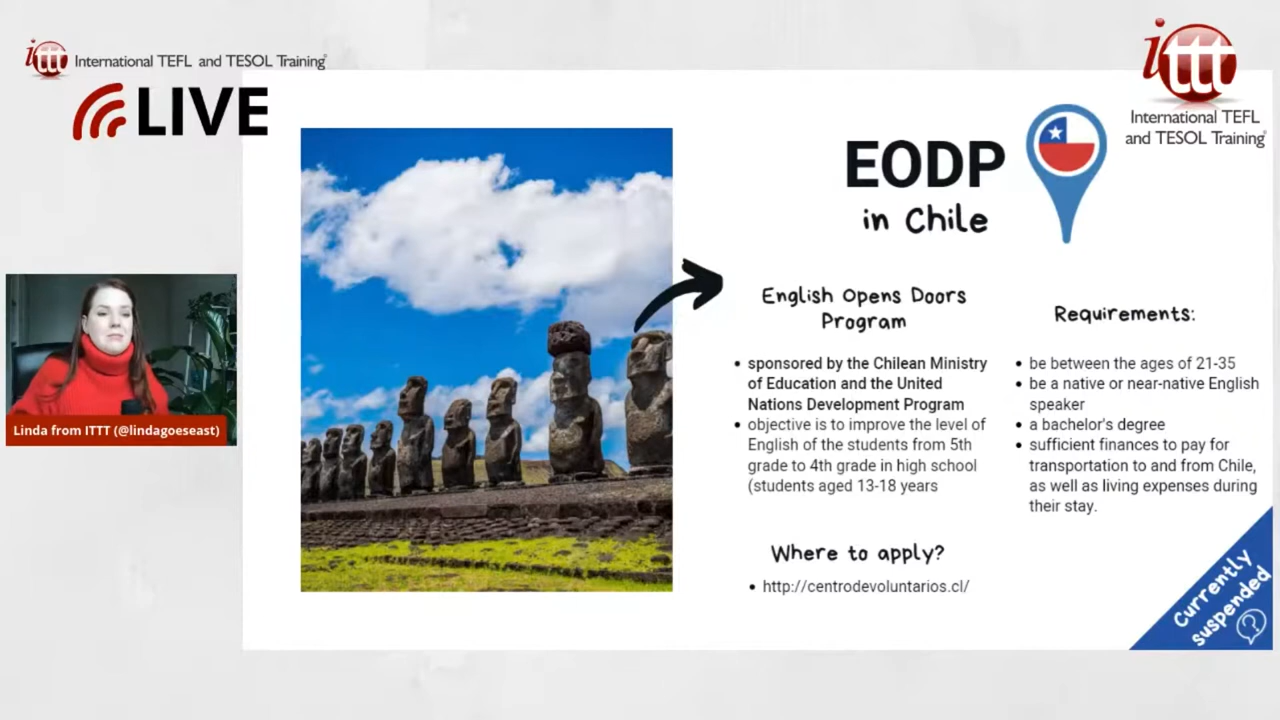 ittt International TEFL and TESOL Training
LIVE
ittt
International TEFL
and TESOL Training
EODP
in Chile
English Opens Doors
Program
• sponsored by the Chilean Ministry
of Education and the United
Nations Development Program
• objective is to improve the level of
English of the students from 5th
grade to 4th grade in high school
(students aged 13-18 years
Requirements:
• be between the ages of 21-35
• be a native or near-native English
speaker
• a bachelor's degree
• sufficient finances to pay for
transportation to and from Chile,
as well as living expenses during
their stay.
Where to apply?
• http://centrodevoluntarios.cl/
Linda from ITTT (@lindagoeseast)
Currently
suspended
?